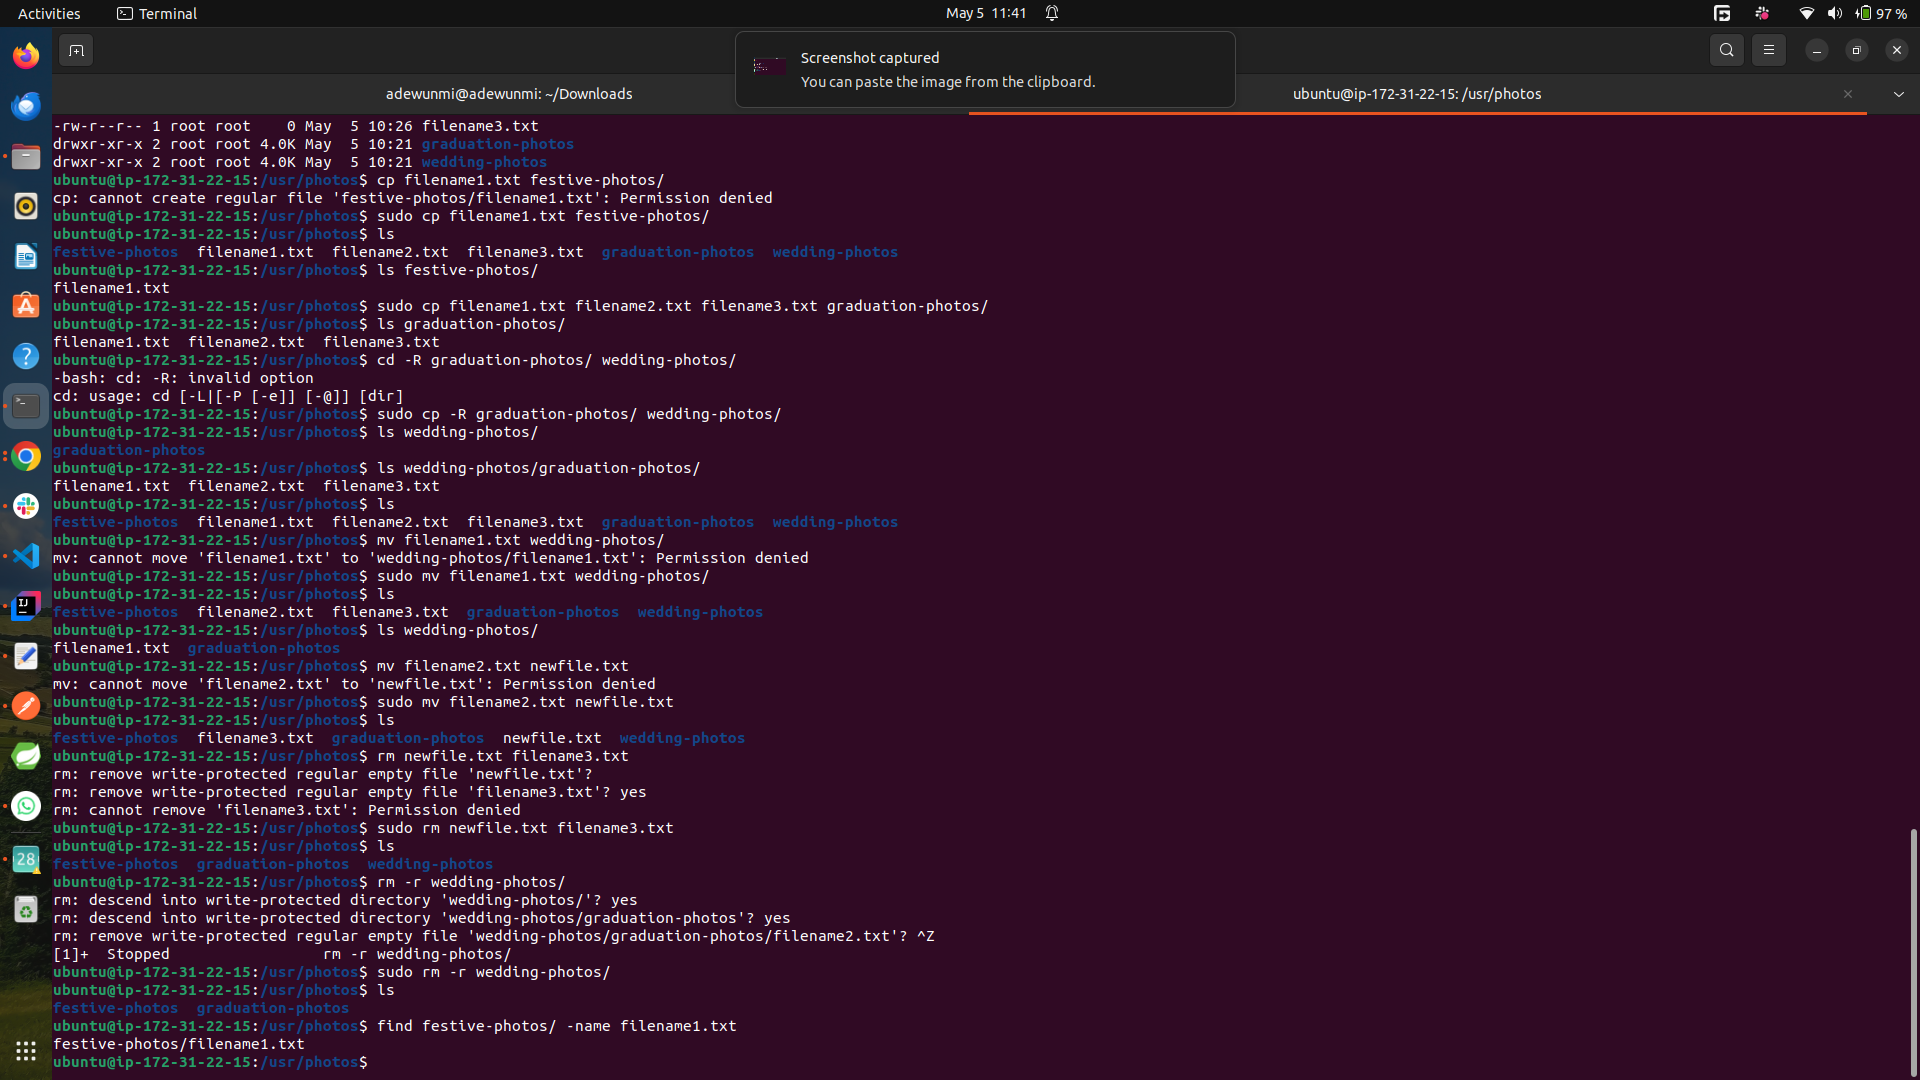 Activities
Terminal
May 5  11:41
97 %
Screenshot captured
You can paste the image from the clipboard.
adewunmi@adewunmi: ~/Downloads
ubuntu@ip-172-31-22-15: /usr/photos
-rw-r--r-- 1 root root    0 May  5 10:26 filename3.txt
drwxr-xr-x 2 root root 4.0K May  5 10:21 graduation-photos
drwxr-xr-x 2 root root 4.0K May  5 10:21 wedding-photos
ubuntu@ip-172-31-22-15:/usr/photos$ cp filename1.txt festive-photos/
cp: cannot create regular file 'festive-photos/filename1.txt': Permission denied
ubuntu@ip-172-31-22-15:/usr/photos$ sudo cp filename1.txt festive-photos/
ubuntu@ip-172-31-22-15:/usr/photos$ ls
festive-photos  filename1.txt  filename2.txt  filename3.txt  graduation-photos  wedding-photos
ubuntu@ip-172-31-22-15:/usr/photos$ ls festive-photos/
filename1.txt
ubuntu@ip-172-31-22-15:/usr/photos$ sudo cp filename1.txt filename2.txt filename3.txt graduation-photos/
ubuntu@ip-172-31-22-15:/usr/photos$ ls graduation-photos/
filename1.txt  filename2.txt  filename3.txt
ubuntu@ip-172-31-22-15:/usr/photos$ cd -R graduation-photos/ wedding-photos/
-bash: cd: -R: invalid option
cd: usage: cd [-L|[-P [-e]] [-@]] [dir]
ubuntu@ip-172-31-22-15:/usr/photos$ sudo cp -R graduation-photos/ wedding-photos/
ubuntu@ip-172-31-22-15:/usr/photos$ ls wedding-photos/
graduation-photos
ubuntu@ip-172-31-22-15:/usr/photos$ ls wedding-photos/graduation-photos/
filename1.txt  filename2.txt  filename3.txt
ubuntu@ip-172-31-22-15:/usr/photos$ ls
festive-photos  filename1.txt  filename2.txt  filename3.txt  graduation-photos  wedding-photos
ubuntu@ip-172-31-22-15:/usr/photos$ mv filename1.txt wedding-photos/
mv: cannot move 'filename1.txt' to 'wedding-photos/filename1.txt': Permission denied
ubuntu@ip-172-31-22-15:/usr/photos$ sudo mv filename1.txt wedding-photos/
ubuntu@ip-172-31-22-15:/usr/photos$ ls
festive-photos  filename2.txt  filename3.txt  graduation-photos  wedding-photos
ubuntu@ip-172-31-22-15:/usr/photos$ ls wedding-photos/
filename1.txt  graduation-photos
ubuntu@ip-172-31-22-15:/usr/photos$ mv filename2.txt newfile.txt
mv: cannot move 'filename2.txt' to 'newfile.txt': Permission denied
ubuntu@ip-172-31-22-15:/usr/photos$ sudo mv filename2.txt newfile.txt
ubuntu@ip-172-31-22-15:/usr/photos$ ls
festive-photos  filename3.txt  graduation-photos  newfile.txt  wedding-photos
ubuntu@ip-172-31-22-15:/usr/photos$ rm newfile.txt filename3.txt
rm: remove write-protected regular empty file 'newfile.txt'?
rm: remove write-protected regular empty file 'filename3.txt'? yes
rm: cannot remove 'filename3.txt': Permission denied
ubuntu@ip-172-31-22-15:/usr/photos$ sudo rm newfile.txt filename3.txt
ubuntu@ip-172-31-22-15:/usr/photos$ ls
festive-photos  graduation-photos  wedding-photos
ubuntu@ip-172-31-22-15:/usr/photos$ rm -r wedding-photos/
rm: descend into write-protected directory 'wedding-photos/'? yes
rm: descend into write-protected directory 'wedding-photos/graduation-photos'? yes
rm: remove write-protected regular empty file 'wedding-photos/graduation-photos/filename2.txt'? ^Z
[1]+  Stopped                 rm -r wedding-photos/
ubuntu@ip-172-31-22-15:/usr/photos$ sudo rm -r wedding-photos/
ubuntu@ip-172-31-22-15:/usr/photos$ ls
festive-photos  graduation-photos
ubuntu@ip-172-31-22-15:/usr/photos$ find festive-photos/ -name filename1.txt
festive-photos/filename1.txt
ubuntu@ip-172-31-22-15:/usr/photos$
IJ
28